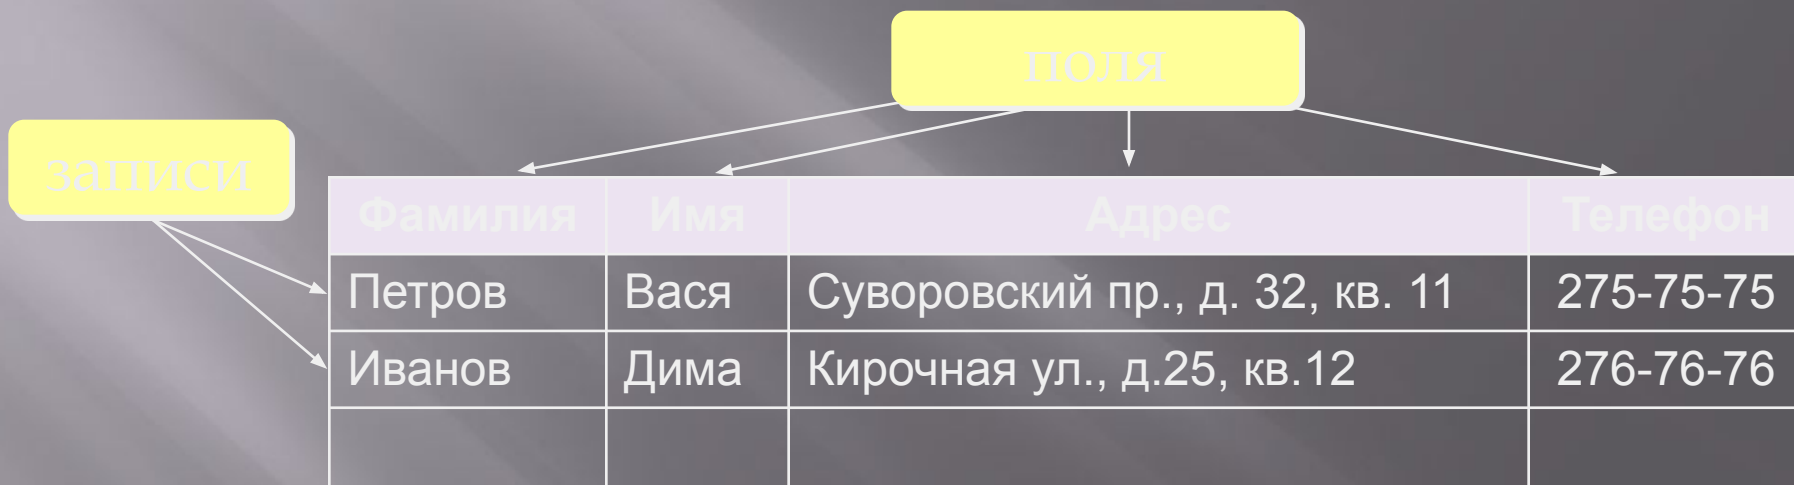 поля
записи
Фамилия Имя Адрес Телефон
Петров Вася Суворовский пр., д. 32, кв. 11 275-75-75
Иванов Дима Кирочная ул., д.25, кв.12 276-76-76